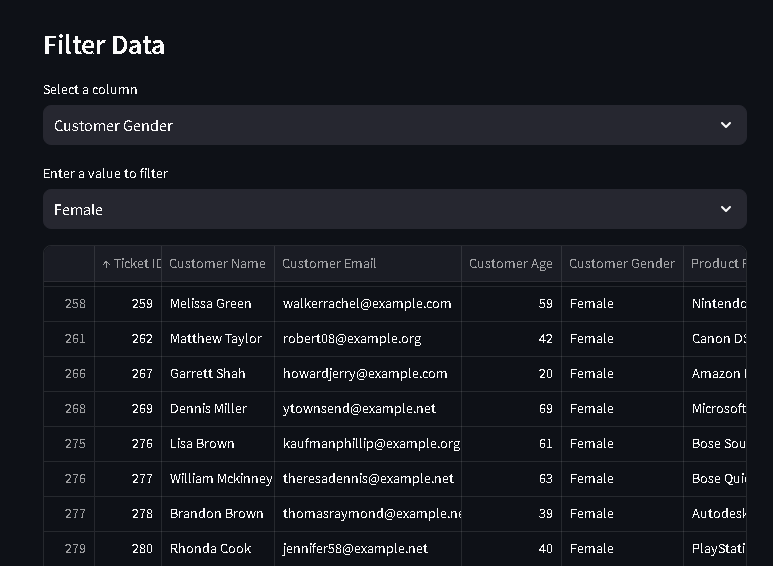 Filter Data
Select a column
Customer Gender
Enter a value to filter
Female
↑ Ticket ID Customer Name Customer Email Customer Age Customer Gender Product
258 259 Melissa Green walkerrachel@example.com 59 Female Nintendo
261 262 Matthew Taylor robert08@example.org 42 Female Canon
266 267 Garrett Shah howardjerry@example.com 20 Female Amazon
268 269 Dennis Miller ytownsend@example.net 69 Female Microsoft
275 276 Lisa Brown kaufmanphillip@example.org 61 Female Bose
276 277 William Mckinney theresadennis@example.net 63 Female Bose
277 278 Brandon Brown thomasraymond@example.ne 39 Female Autodesk
279 280 Rhonda Cook jennifer58@example.net 40 Female PlayStati